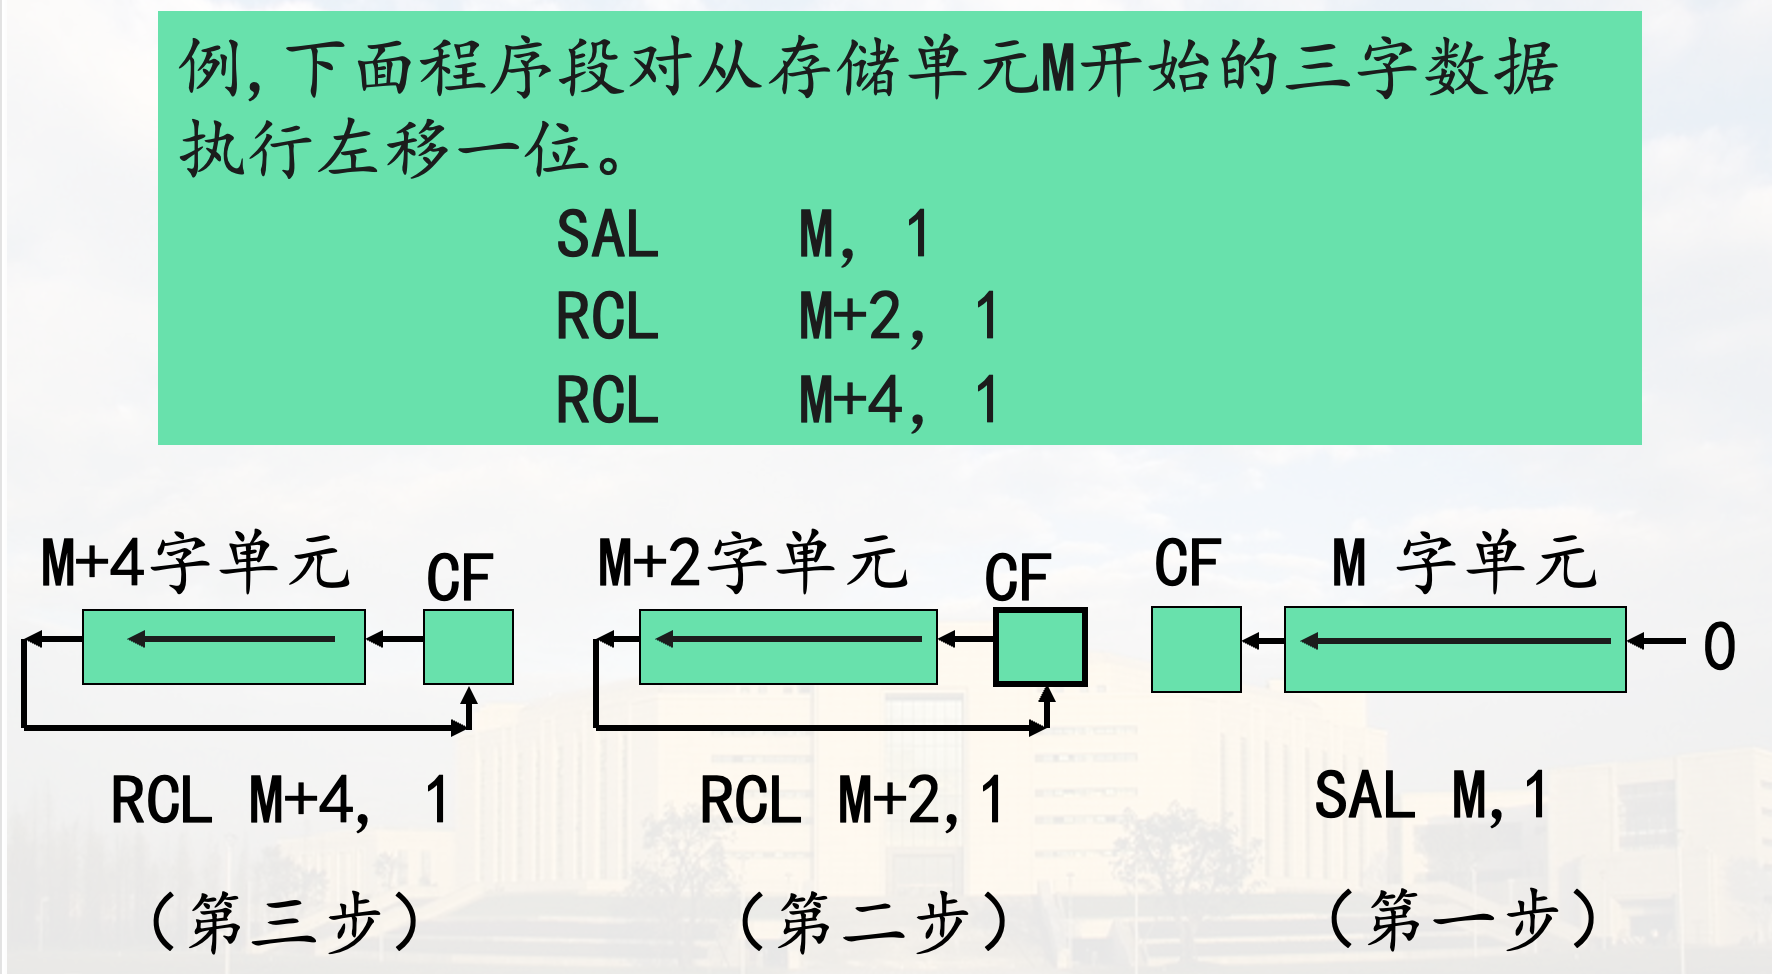 例,下面程序段对从存储单元M开始的三字数据
执行左移一位。
SAL M, 1
RCL M+2, 1
RCL M+4, 1
M+4字单元 CF M+2字单元 CF CF M 字单元
0
RCL M+4, 1 RCL M+2,1 SAL M,1
(第三步) (第二步) (第一步)